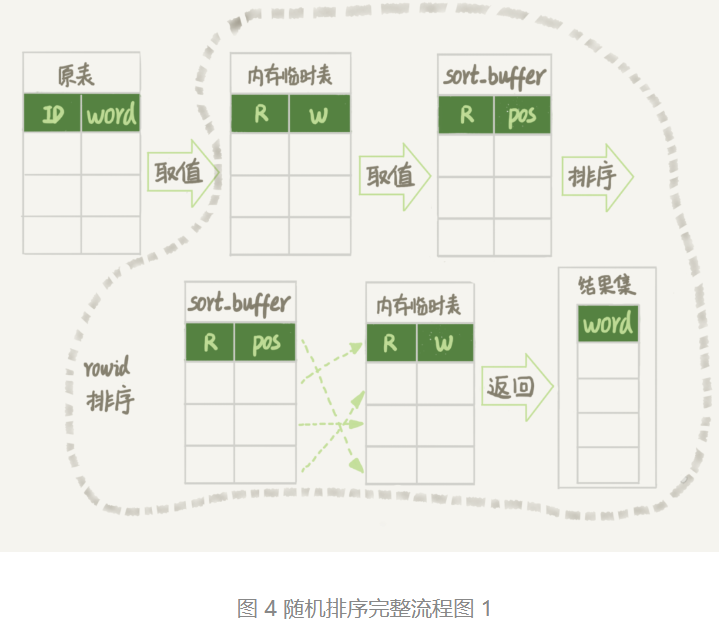 原表
ID word
取值
内存临时表
R W
取值
sort_buffer
R pos
排序
rowid
排序
sort_buffer
R pos
内存临时表
R W
返回
结果集
word
图 4 随机排序完整流程图 1